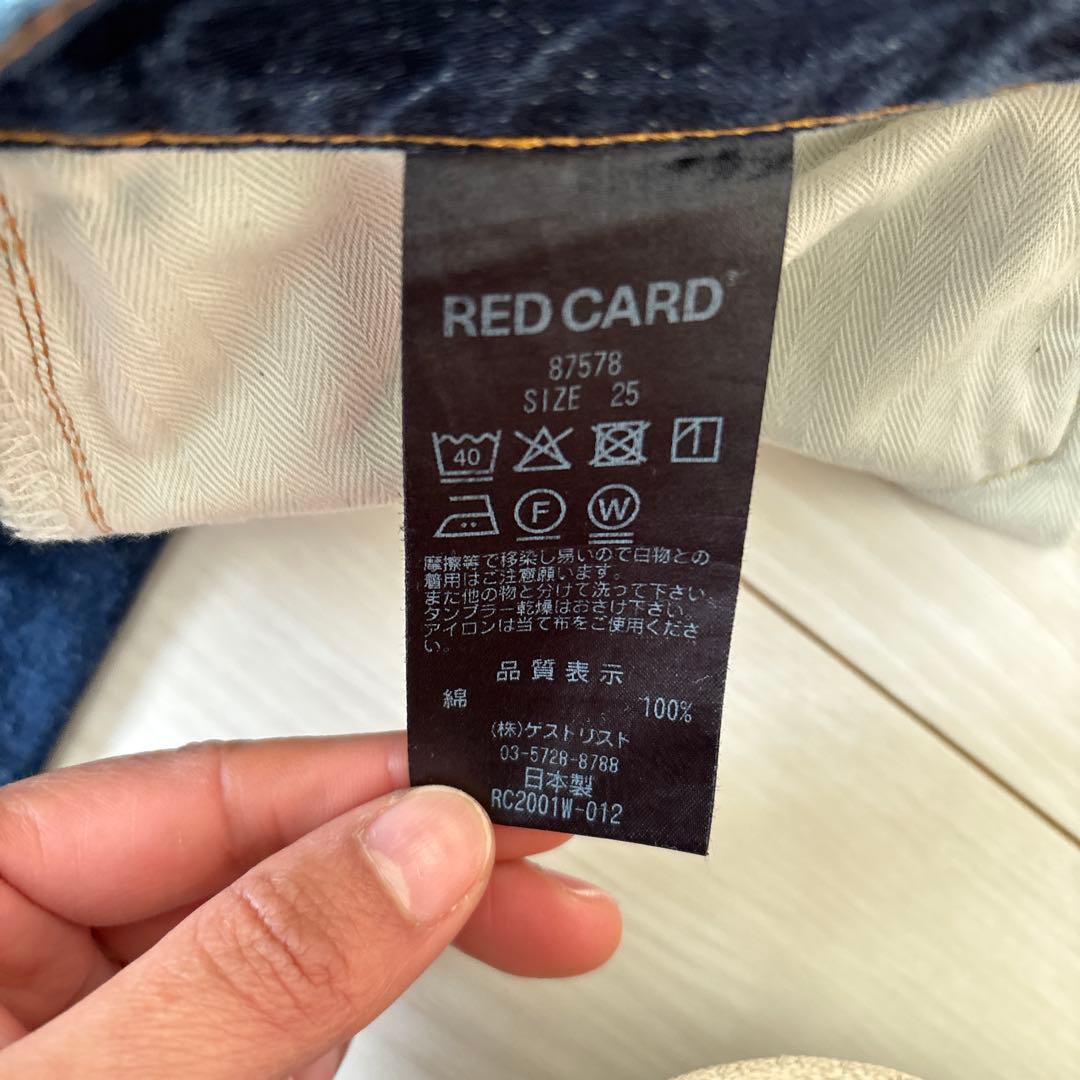 RED CARD
87578
SIZE 25
40
F W
摩擦等で移染し易いので白物との
着用はご注意願います。
また他の物と分けて洗って下さい。
タンブラー乾燥はおさけ下さい。
アイロンは当て布をご使用くださ
い。
品質表示
綿 100%
(株)ゲストリスト
03-5728-8788
日本製
RC2001W-012